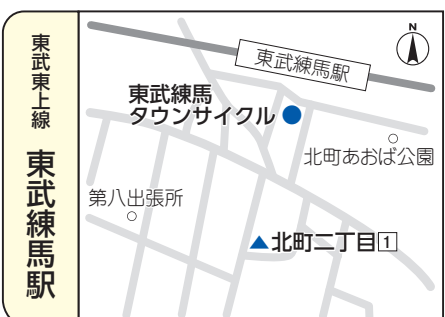 東武東上線 東武練馬駅
N
東武練馬駅
東武練馬
タウンサイクル
北町あおば公園
第八出張所
北町二丁目1